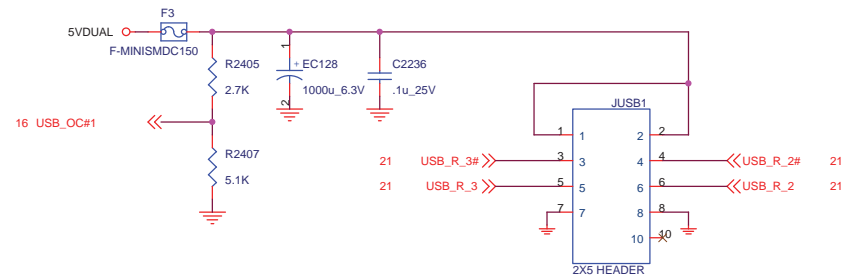 F3
5VDUAL
F-MINISMDC150
R2405
2.7K
1
+
EC128
1000u_6.3V
2
C2236
.1u_25V
16 USB_OC#1
R2407
5.1K
JUSB1
1 1 2 2
21 USB_R_3# 3 3 4 4 USB_R_2# 21
21 USB_R_3 5 5 6 6 USB_R_2 21
7 7 8 8
10 10
2X5 HEADER